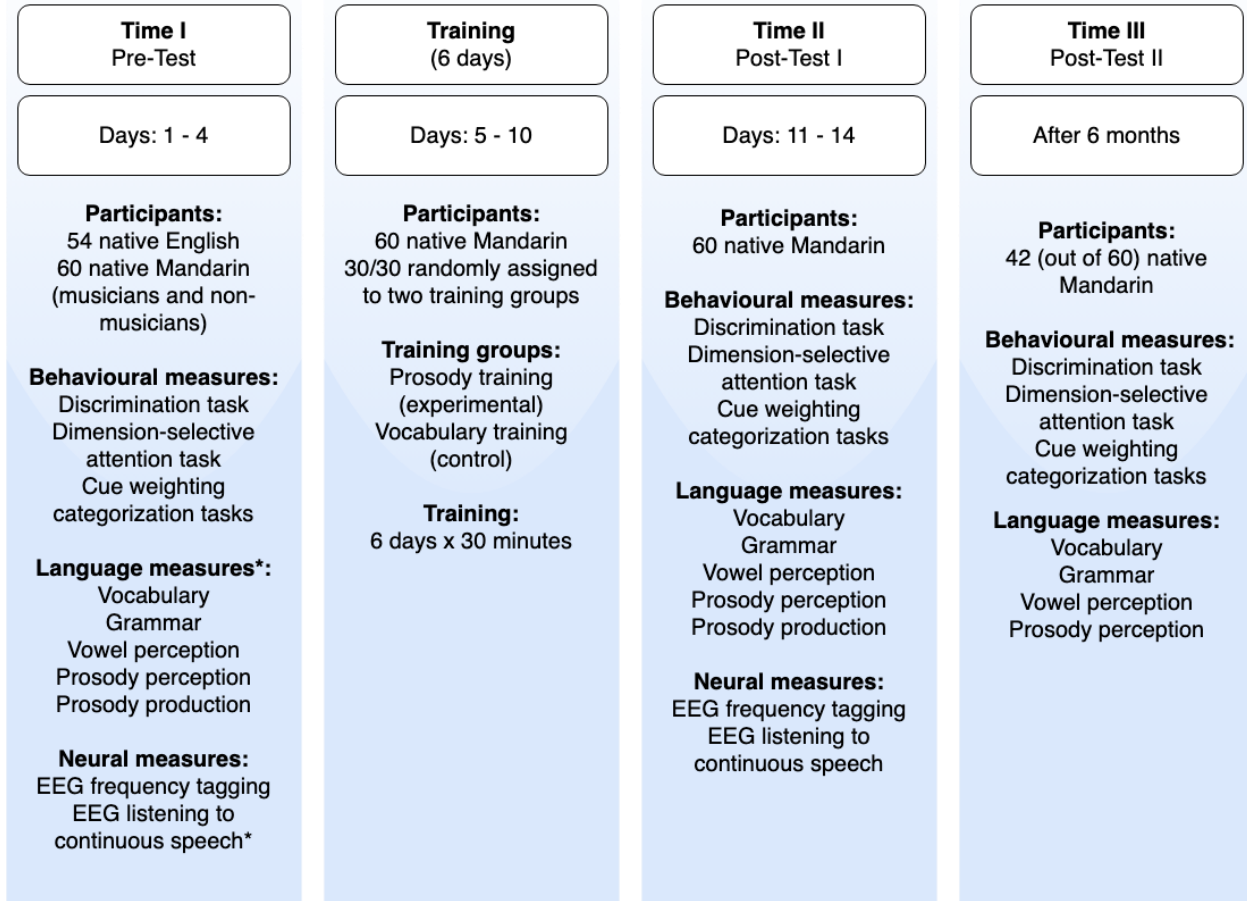 Time I
Pre-Test
Days: 1 - 4
Participants:
54 native English
60 native Mandarin
(musicians and non-
musicians)
Behavioural measures:
Discrimination task
Dimension-selective
attention task
Cue weighting
categorization tasks
Language measures*:
Vocabulary
Grammar
Vowel perception
Prosody perception
Prosody production
Neural measures:
EEG frequency tagging
EEG listening to
continuous speech*
Training
(6 days)
Days: 5 - 10
Participants:
60 native Mandarin
30/30 randomly assigned
to two training groups
Training groups:
Prosody training
(experimental)
Vocabulary training
(control)
Training:
6 days x 30 minutes
Time II
Post-Test I
Days: 11 - 14
Participants:
60 native Mandarin
Behavioural measures:
Discrimination task
Dimension-selective
attention task
Cue weighting
categorization tasks
Language measures:
Vocabulary
Grammar
Vowel perception
Prosody perception
Prosody production
Neural measures:
EEG frequency tagging
EEG listening to
continuous speech
Time III
Post-Test II
After 6 months
Participants:
42 (out of 60) native
Mandarin
Behavioural measures:
Discrimination task
Dimension-selective
attention task
Cue weighting
categorization tasks
Language measures:
Vocabulary
Grammar
Vowel perception
Prosody perception